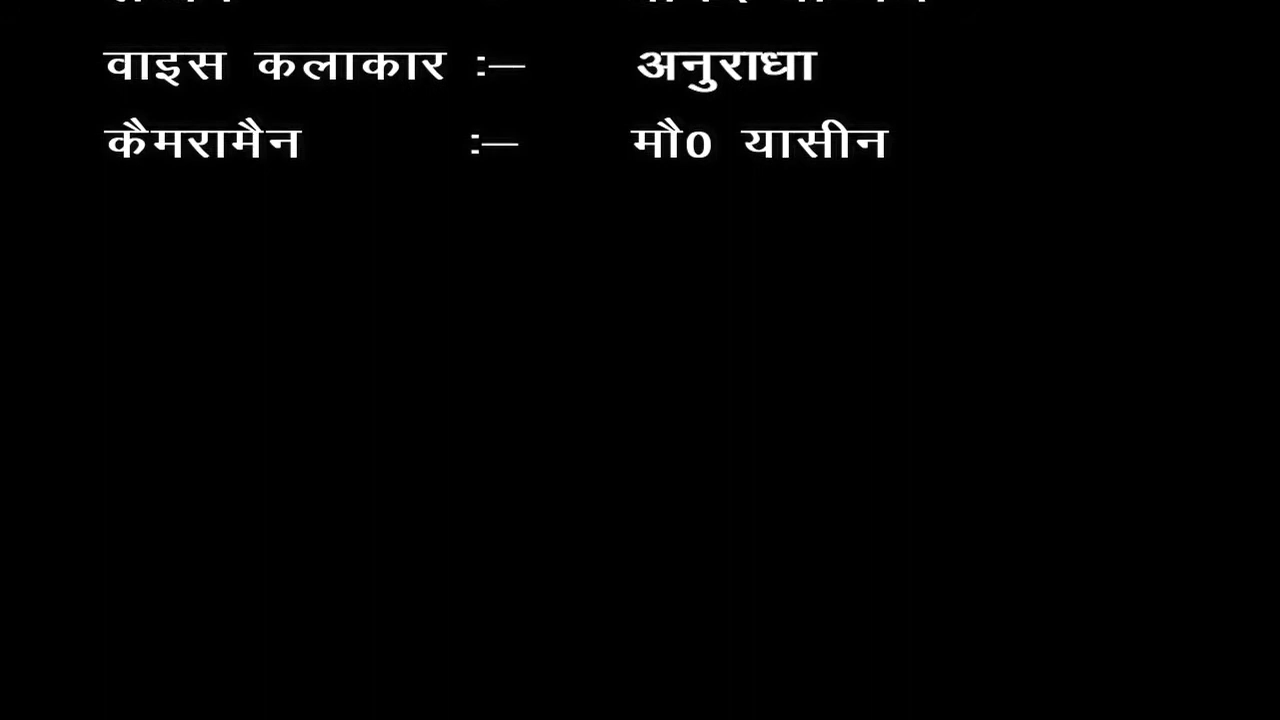 वाइस कलाकार :– अनुराधा
कैमरामैन :– मौ0 यासीन